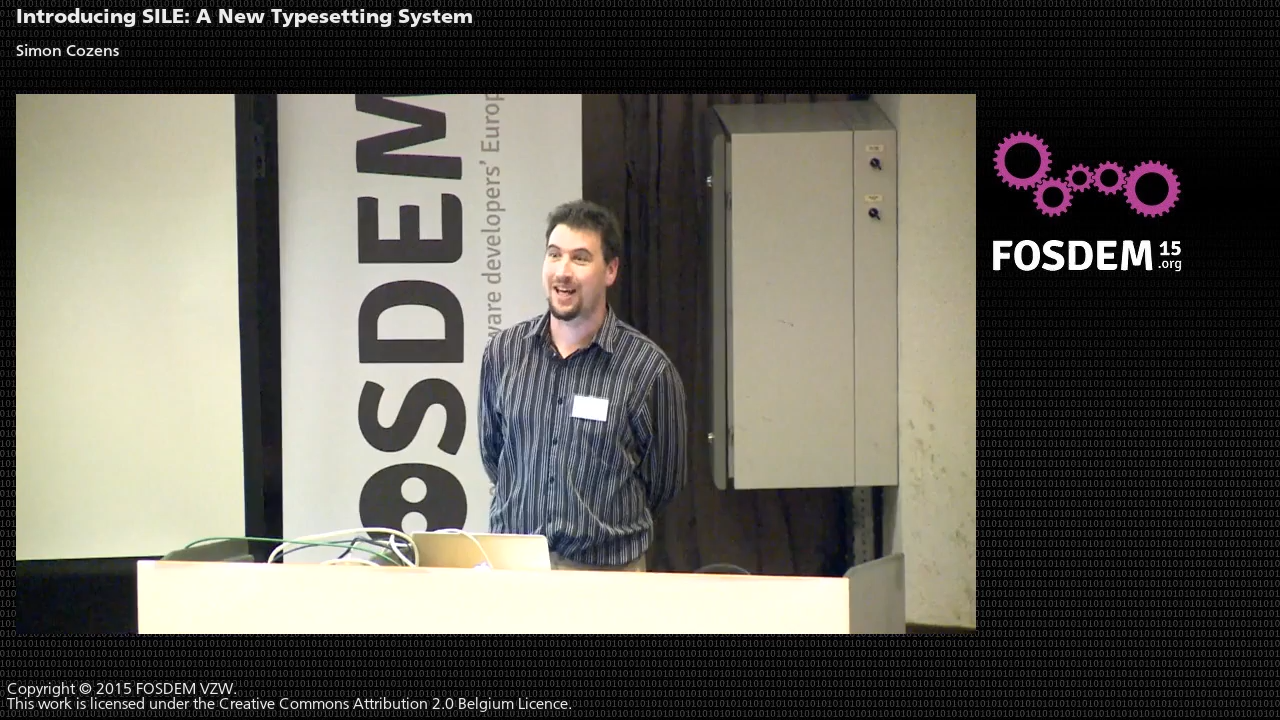 Introducing SILE: A New Typesetting System
Simon Cozens
OSDEM
ware developers' Europ
FOSDEM 15
.org
Copyright © 2015 FOSDEM VZW.
This work is licensed under the Creative Commons Attribution 2.0 Belgium Licence.